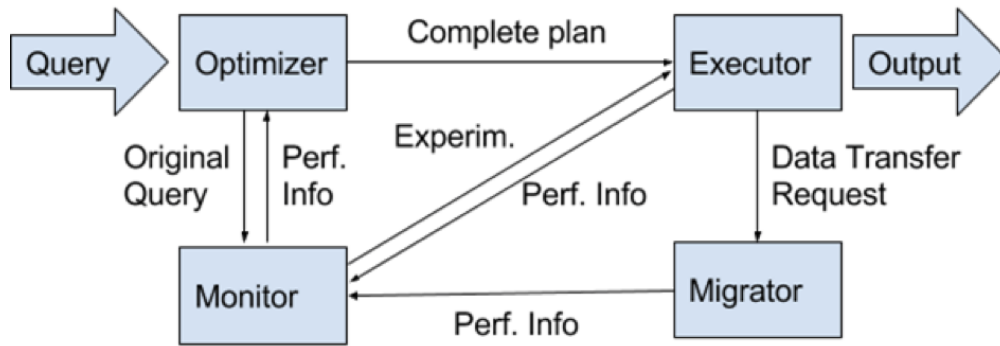 Complete plan
Query
Optimizer
Executor
Output
Experim.
Original
Query
Perf.
Info
Data Transfer
Request
Perf. Info
Monitor
Migrator
Perf. Info